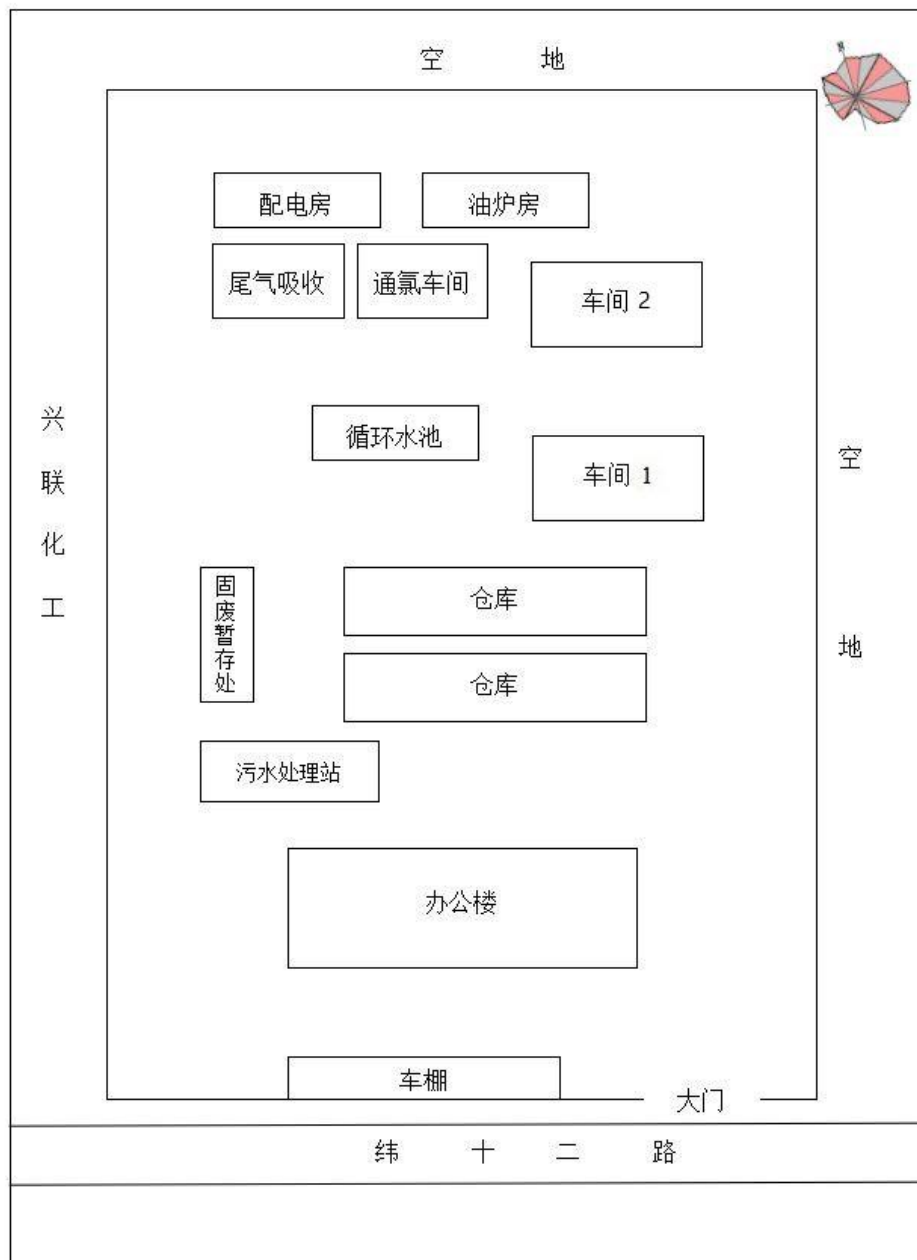 空 地
配电房
油炉房
尾气吸收
通氯车间
车间 2
循环水池
车间 1
兴联化工
空地
固废暂存处
仓库
仓库
污水处理站
办公楼
车棚
大门
纬 十 二 路